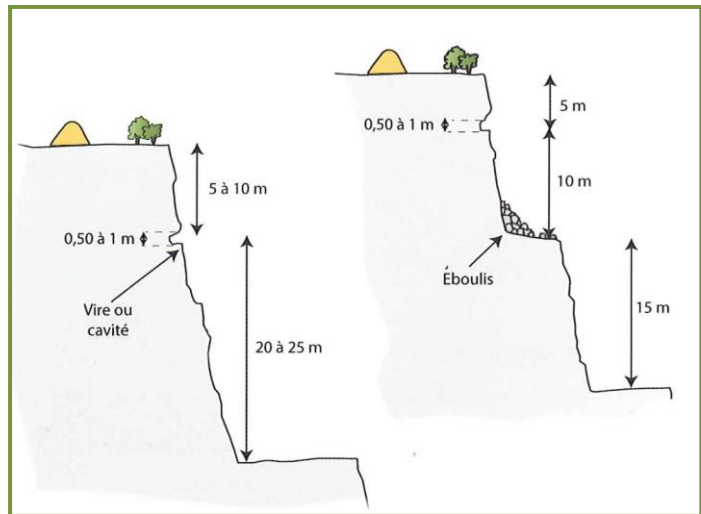 5 à 10 m
0,50 à 1 m
Vire ou
cavité
20 à 25 m
5 m
0,50 à 1 m
10 m
Éboulis
15 m